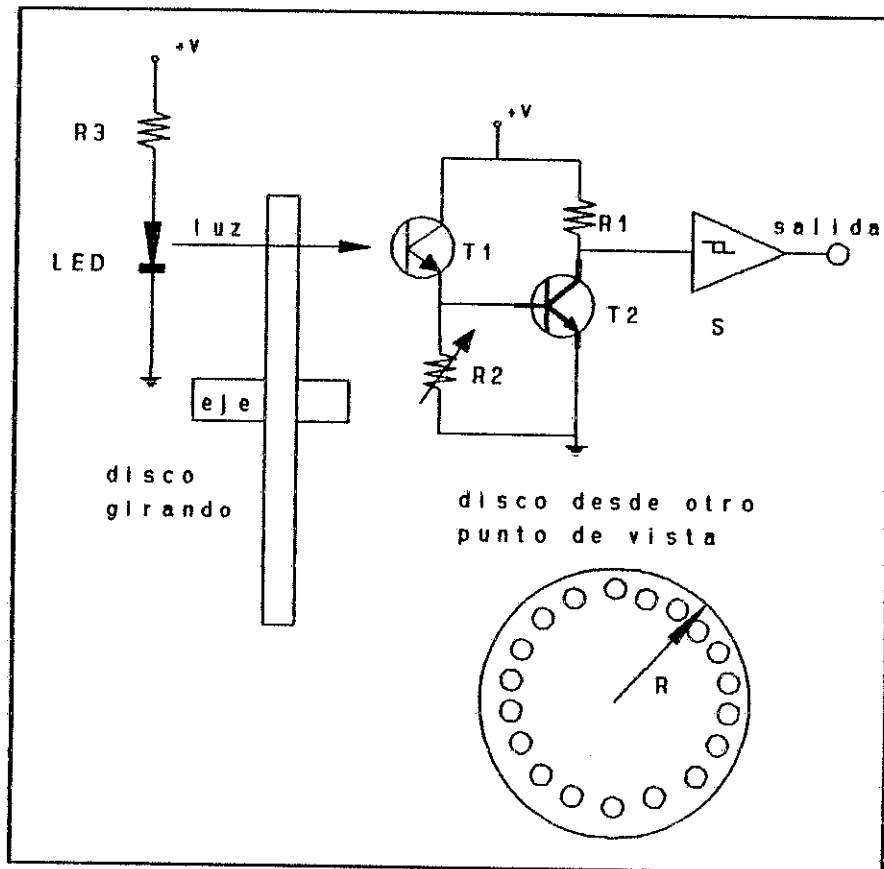 +V
R3
+V
luz
R1
salida
LED
T1
T2
S
R2
eje
disco
girando
disco desde otro
punto de vista
R